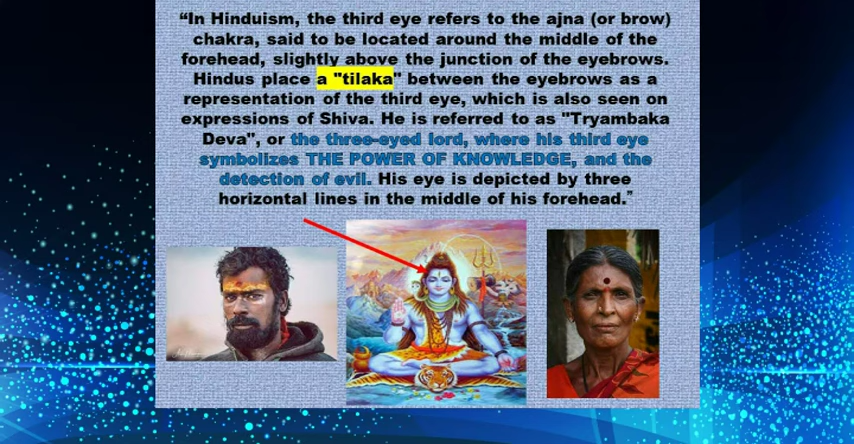 “In Hinduism, the third eye refers to the ajna (or brow)
chakra, said to be located around the middle of the
forehead, slightly above the junction of the eyebrows.
Hindus place a "tilaka" between the eyebrows as a
representation of the third eye, which is also seen on
expressions of Shiva. He is referred to as "Tryambaka
Deva", or the three-eyed lord, where his third eye
symbolizes THE POWER OF KNOWLEDGE, and the
detection of evil. His eye is depicted by three
horizontal lines in the middle of his forehead.”